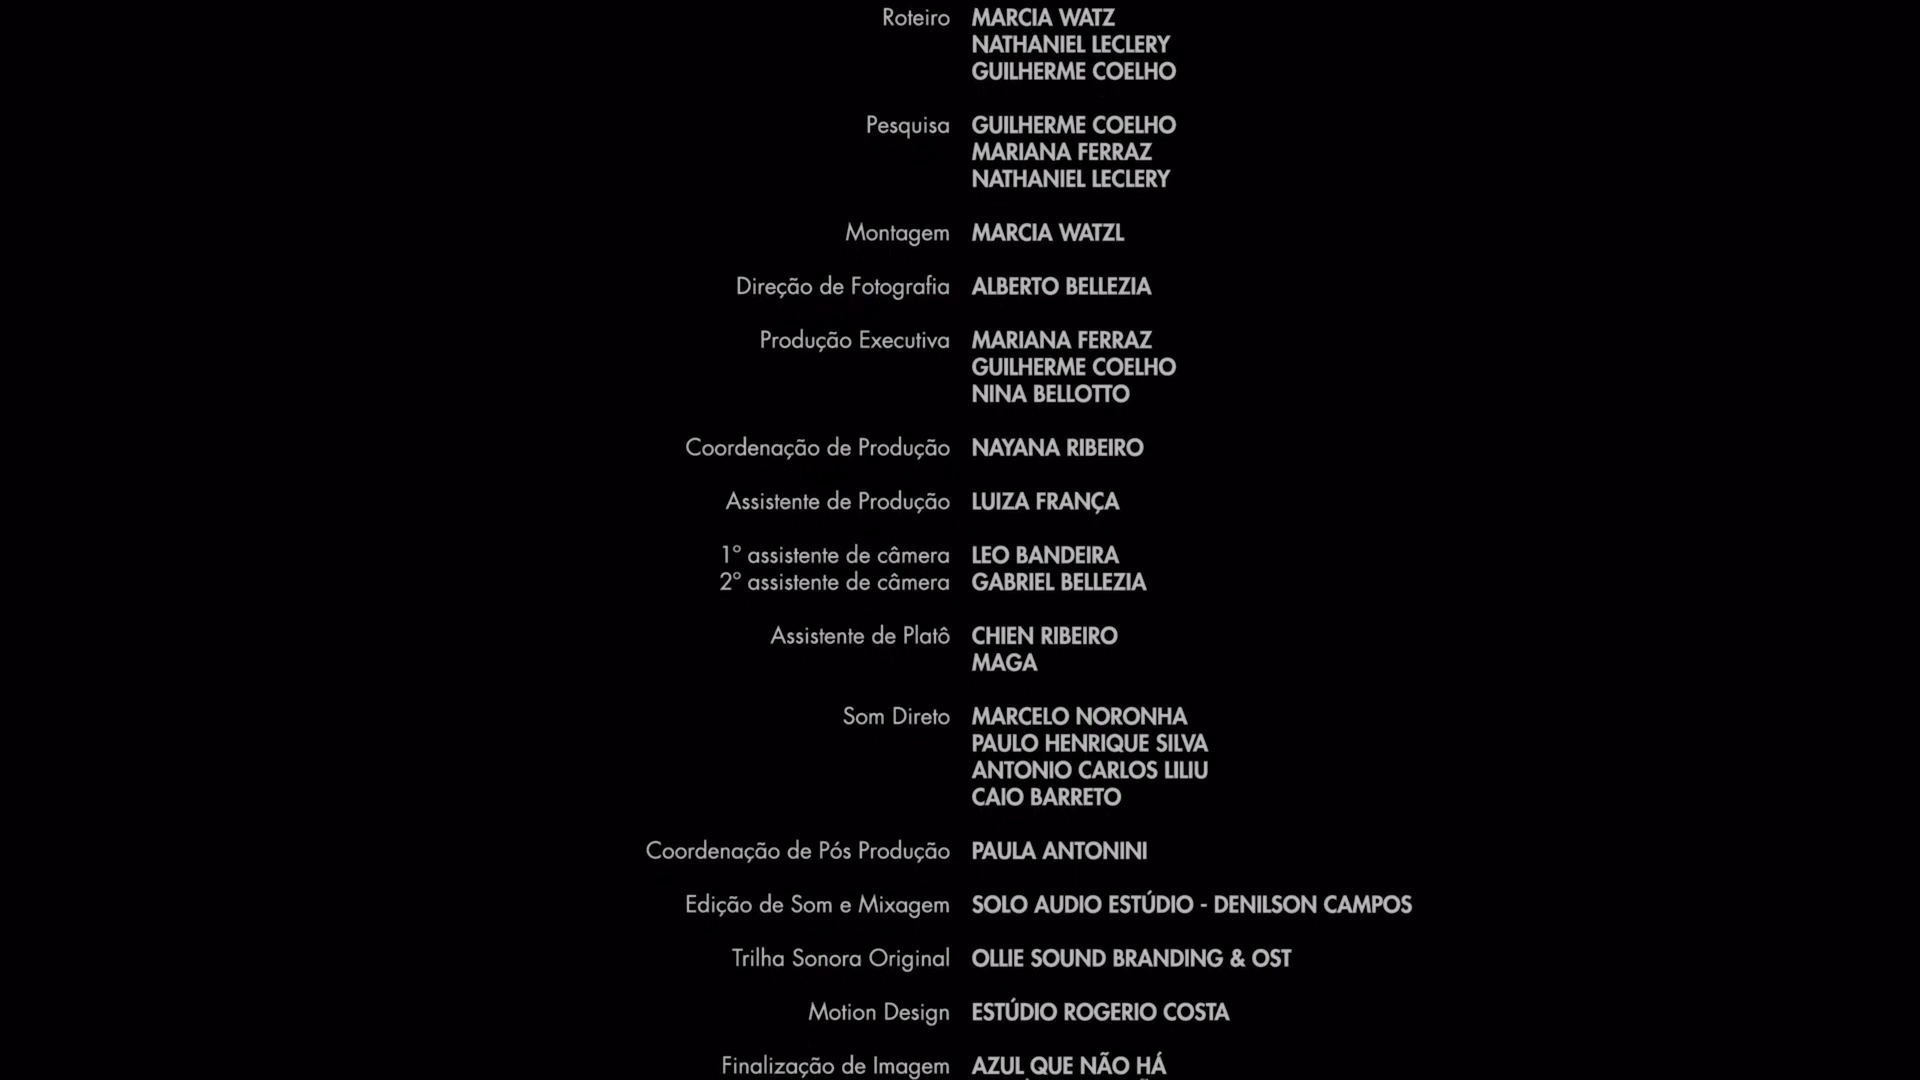 Roteiro MARCIA WATZ
NATHANIEL LECLERY
GUILHERME COELHO
Pesquisa GUILHERME COELHO
MARIANA FERRAZ
NATHANIEL LECLERY
Montagem MARCIA WATZL
Direção de Fotografia ALBERTO BELLEZIA
Produção Executiva MARIANA FERRAZ
GUILHERME COELHO
NINA BELLOTTO
Coordenação de Produção NAYANA RIBEIRO
Assistente de Produção LUIZA FRANÇA
1º assistente de câmera LEO BANDEIRA
2º assistente de câmera GABRIEL BELLEZIA
Assistente de Platô CHIEN RIBEIRO
MAGA
Som Direto MARCELO NORONHA
PAULO HENRIQUE SILVA
ANTONIO CARLOS LILIU
CAIO BARRETO
Coordenação de Pós Produção PAULA ANTONINI
Edição de Som e Mixagem SOLO AUDIO ESTÚDIO - DENILSON CAMPOS
Trilha Sonora Original OLLIE SOUND BRANDING & OST
Motion Design ESTÚDIO ROGERIO COSTA
Finalização de Imagem AZUL QUE NÃO HÁ